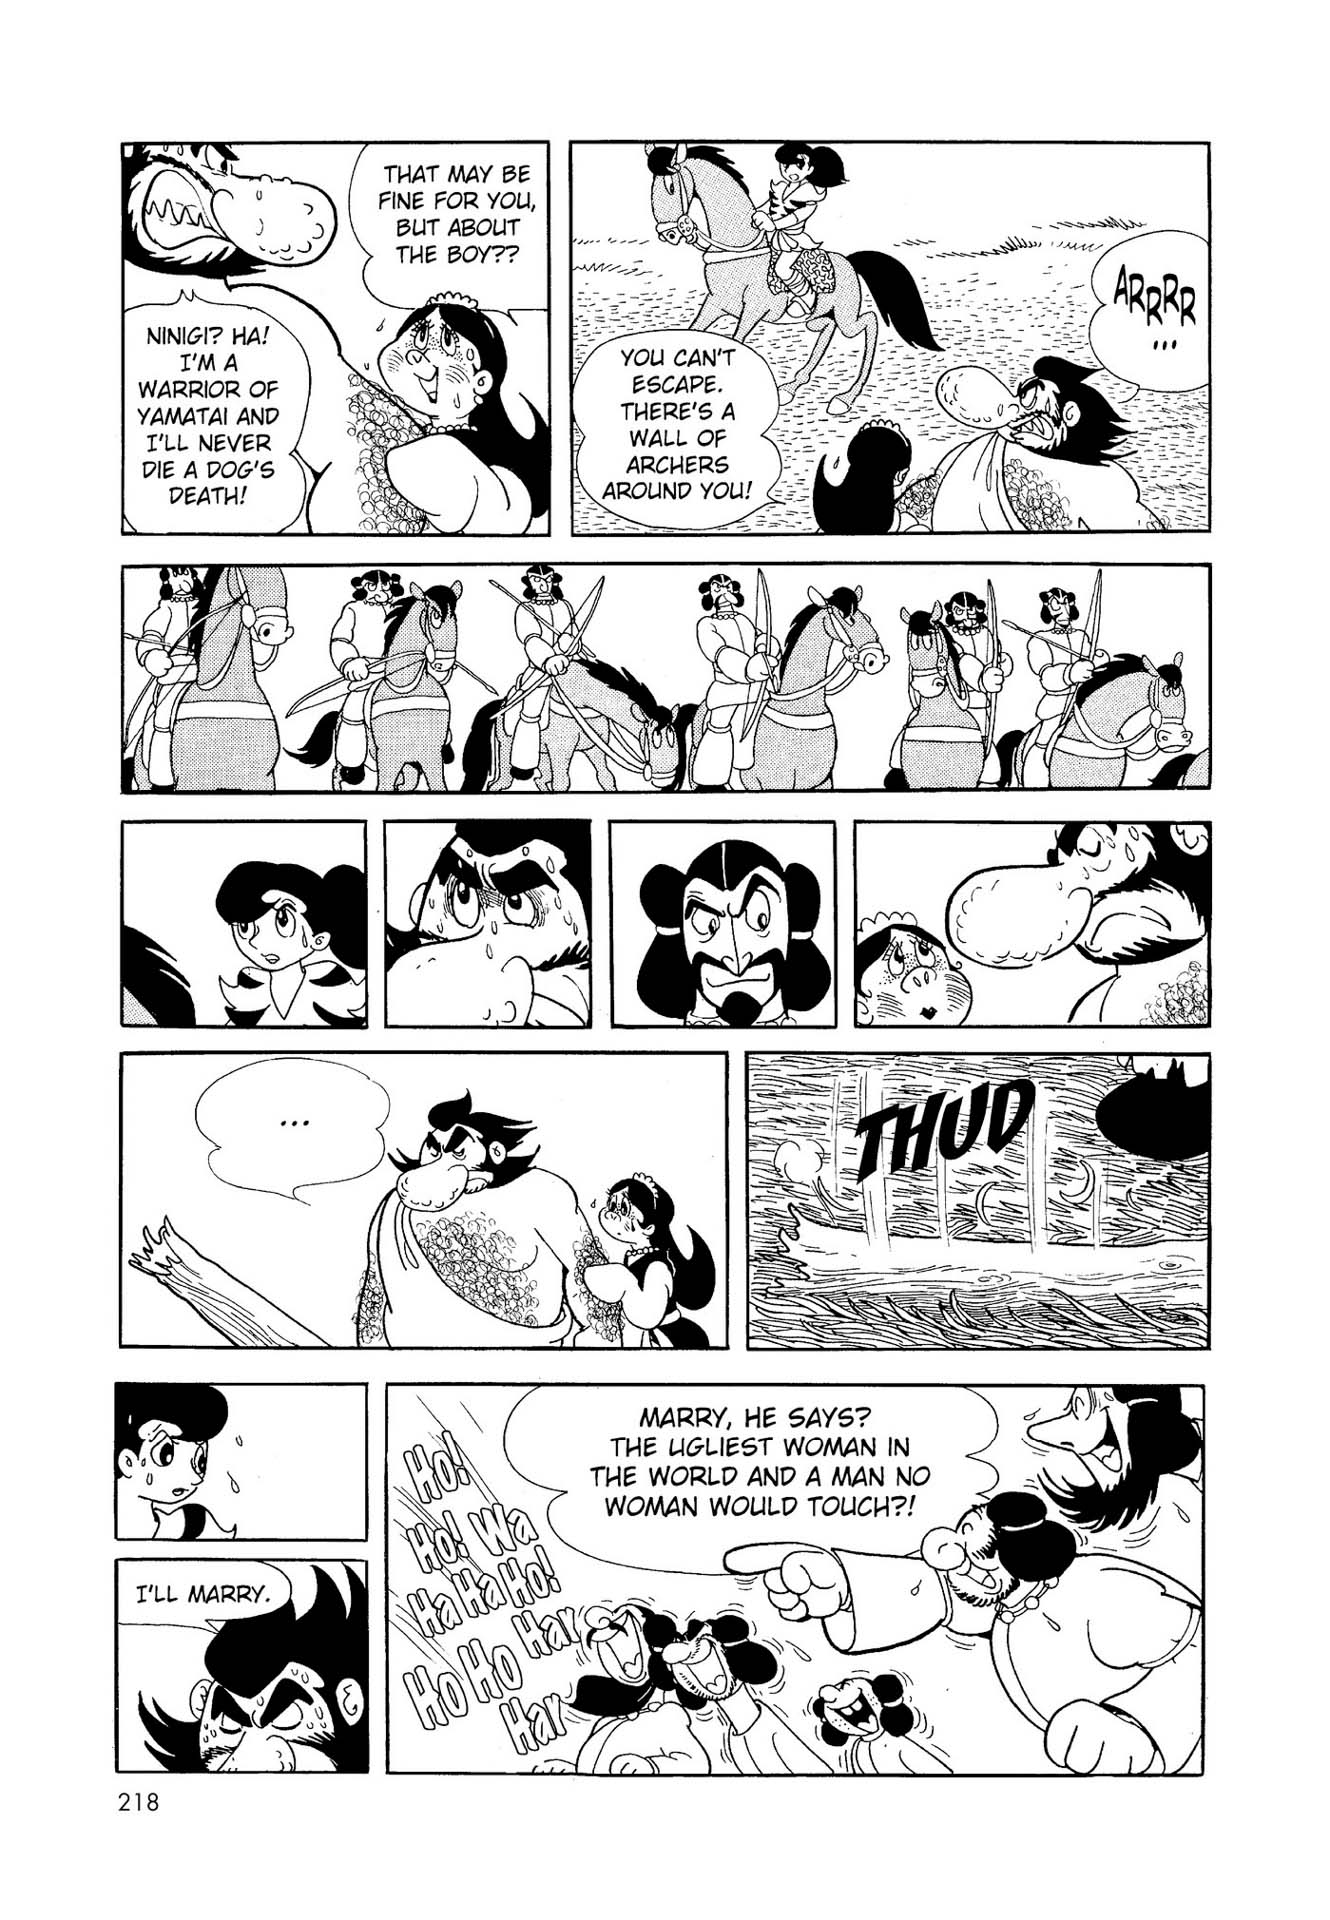 THAT MAY BE
FINE FOR YOU,
BUT ABOUT
THE BOY??
NINIGI? HA!
I'M A
WARRIOR OF
YAMATAI AND
I'LL NEVER
DIE A DOG'S
DEATH!
ARRRR
...
YOU CAN'T
ESCAPE.
THERE'S A
WALL OF
ARCHERS
AROUND YOU!
...
THUD
I'LL MARRY.
MARRY, HE SAYS?
THE UGLIEST WOMAN IN
THE WORLD AND A MAN NO
WOMAN WOULD TOUCH?!
Ho!
Ho! Wa
Ha Ha Ho!
Ho Ho Har
Har
218